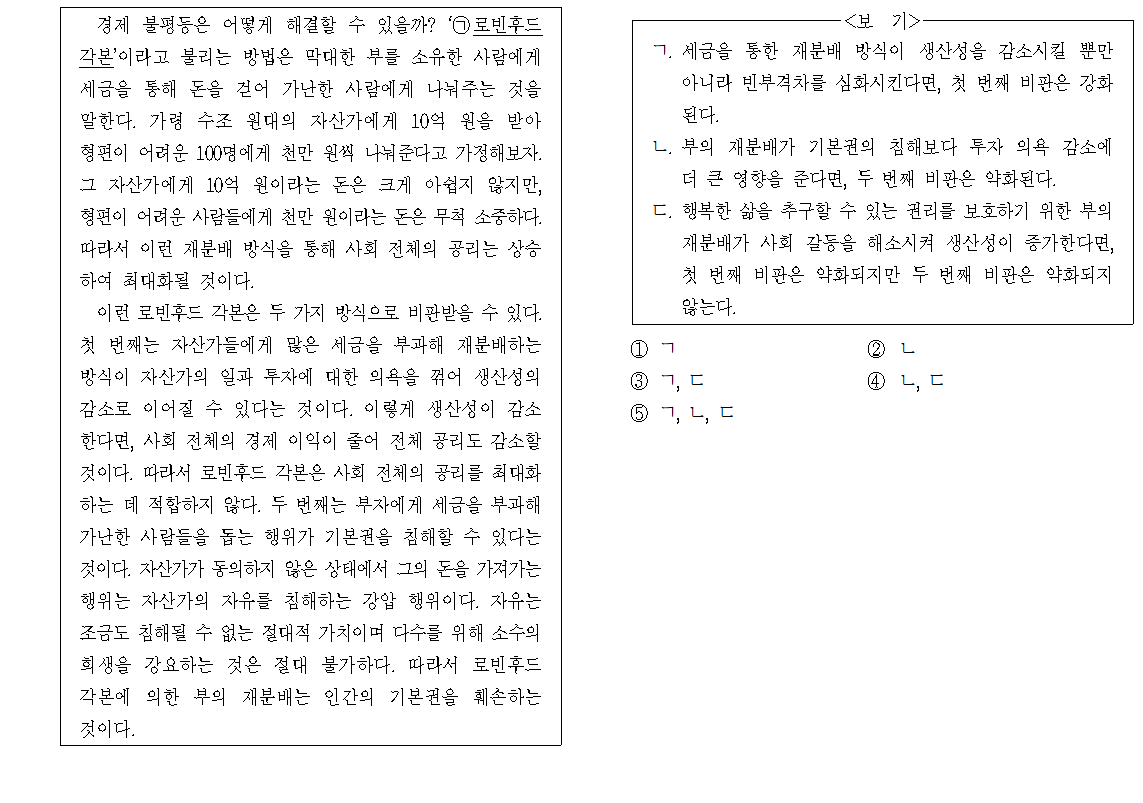 경제 불평등은 어떻게 해결할 수 있을까? ‘㉠로빈후드
각본’이라고 불리는 방법은 막대한 부를 소유한 사람에게
세금을 통해 돈을 걷어 가난한 사람에게 나눠주는 것을
말한다. 가령 수조 원대의 자산가에게 10억 원을 받아
형편이 어려운 100명에게 천만 원씩 나눠준다고 가정해보자.
그 자산가에게 10억 원이라는 돈은 크게 아쉽지 않지만,
형편이 어려운 사람들에게 천만 원이라는 돈은 무척 소중하다.
따라서 이런 재분배 방식을 통해 사회 전체의 공리는 상승
하여 최대화될 것이다.
이런 로빈후드 각본은 두 가지 방식으로 비판받을 수 있다.
첫 번째는 자산가들에게 많은 세금을 부과해 재분배하는
방식이 자산가의 일과 투자에 대한 의욕을 꺾어 생산성의
감소로 이어질 수 있다는 것이다. 이렇게 생산성이 감소
한다면, 사회 전체의 경제 이익이 줄어 전체 공리도 감소할
것이다. 따라서 로빈후드 각본은 사회 전체의 공리를 최대화
하는 데 적합하지 않다. 두 번째는 부자에게 세금을 부과해
가난한 사람들을 돕는 행위가 기본권을 침해할 수 있다는
것이다. 자산가가 동의하지 않은 상태에서 그의 돈을 가져가는
행위는 자산가의 자유를 침해하는 강압 행위이다. 자유는
조금도 침해될 수 없는 절대적 가치이며 다수를 위해 소수의
희생을 강요하는 것은 절대 불가하다. 따라서 로빈후드
각본에 의한 부의 재분배는 인간의 기본권을 훼손하는
것이다.
<보 기>
ㄱ. 세금을 통한 재분배 방식이 생산성을 감소시킬 뿐만
아니라 빈부격차를 심화시킨다면, 첫 번째 비판은 강화
된다.
ㄴ. 부의 재분배가 기본권의 침해보다 투자 의욕 감소에
더 큰 영향을 준다면, 두 번째 비판은 약화된다.
ㄷ. 행복한 삶을 추구할 수 있는 권리를 보호하기 위한 부의
재분배가 사회 갈등을 해소시켜 생산성이 증가한다면,
첫 번째 비판은 약화되지만 두 번째 비판은 약화되지
않는다.
① ㄱ ② ㄴ
③ ㄱ, ㄷ ④ ㄴ, ㄷ
⑤ ㄱ, ㄴ, ㄷ